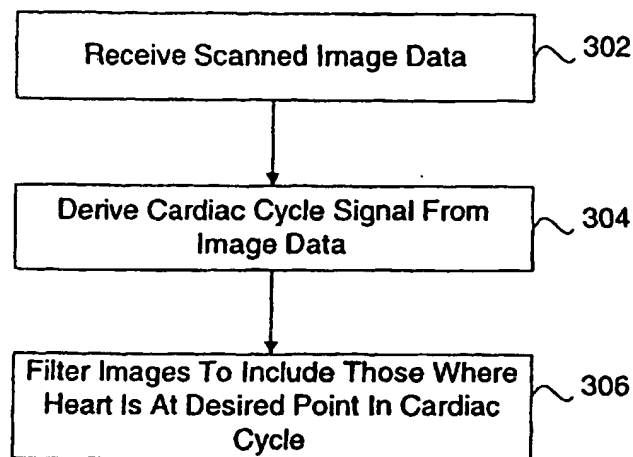 Receive Scanned Image Data
302
Derive Cardiac Cycle Signal From
Image Data
304
Filter Images To Include Those Where
Heart Is At Desired Point In Cardiac
Cycle
306